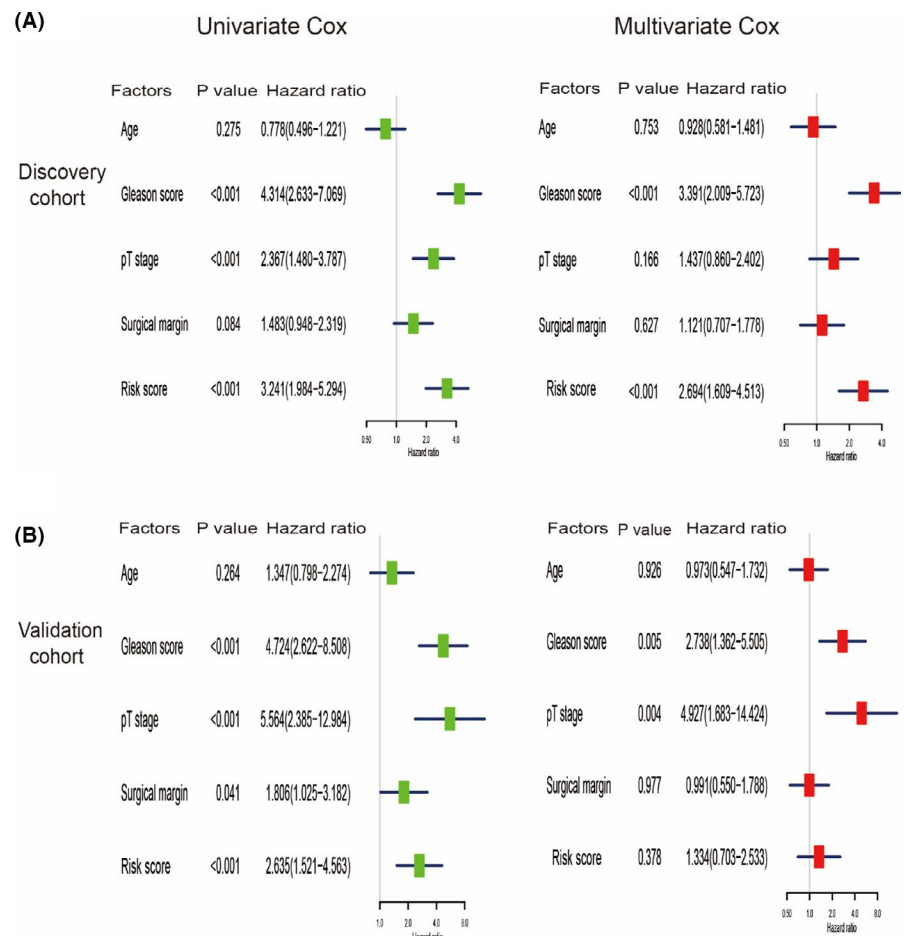 (A)
Univariate Cox
Multivariate Cox
Factors P value Hazard ratio
Age 0.275 0.778(0.496-1.221)
Discovery cohort
Gleason score <0.001 4.314(2.633-7.069)
pT stage <0.001 2.367(1.480-3.787)
Surgical margin 0.084 1.483(0.948-2.319)
Risk score <0.001 3.241(1.984-5.294)
0.50 1.0 2.0 4.0
Hazard ratio
Factors P value Hazard ratio
Age 0.753 0.928(0.581-1.481)
Gleason score <0.001 3.391(2.009-5.723)
pT stage 0.166 1.437(0.860-2.402)
Surgical margin 0.627 1.121(0.707-1.778)
Risk score <0.001 2.694(1.609-4.513)
0.50 1.0 2.0 4.0
Hazard ratio
(B)
Factors P value Hazard ratio
Age 0.264 1.347(0.798-2.274)
Validation cohort
Gleason score <0.001 4.724(2.622-8.508)
pT stage <0.001 5.564(2.385-12.984)
Surgical margin 0.041 1.806(1.025-3.182)
Risk score <0.001 2.635(1.521-4.563)
1.0 2.0 4.0 8.0
Hazard ratio
Factors P value Hazard ratio
Age 0.926 0.973(0.547-1.732)
Gleason score 0.005 2.738(1.362-5.505)
pT stage 0.004 4.927(1.683-14.424)
Surgical margin 0.977 0.991(0.550-1.788)
Risk score 0.378 1.334(0.703-2.533)
0.50 1.0 2.0 4.0 8.0
Hazard ratio